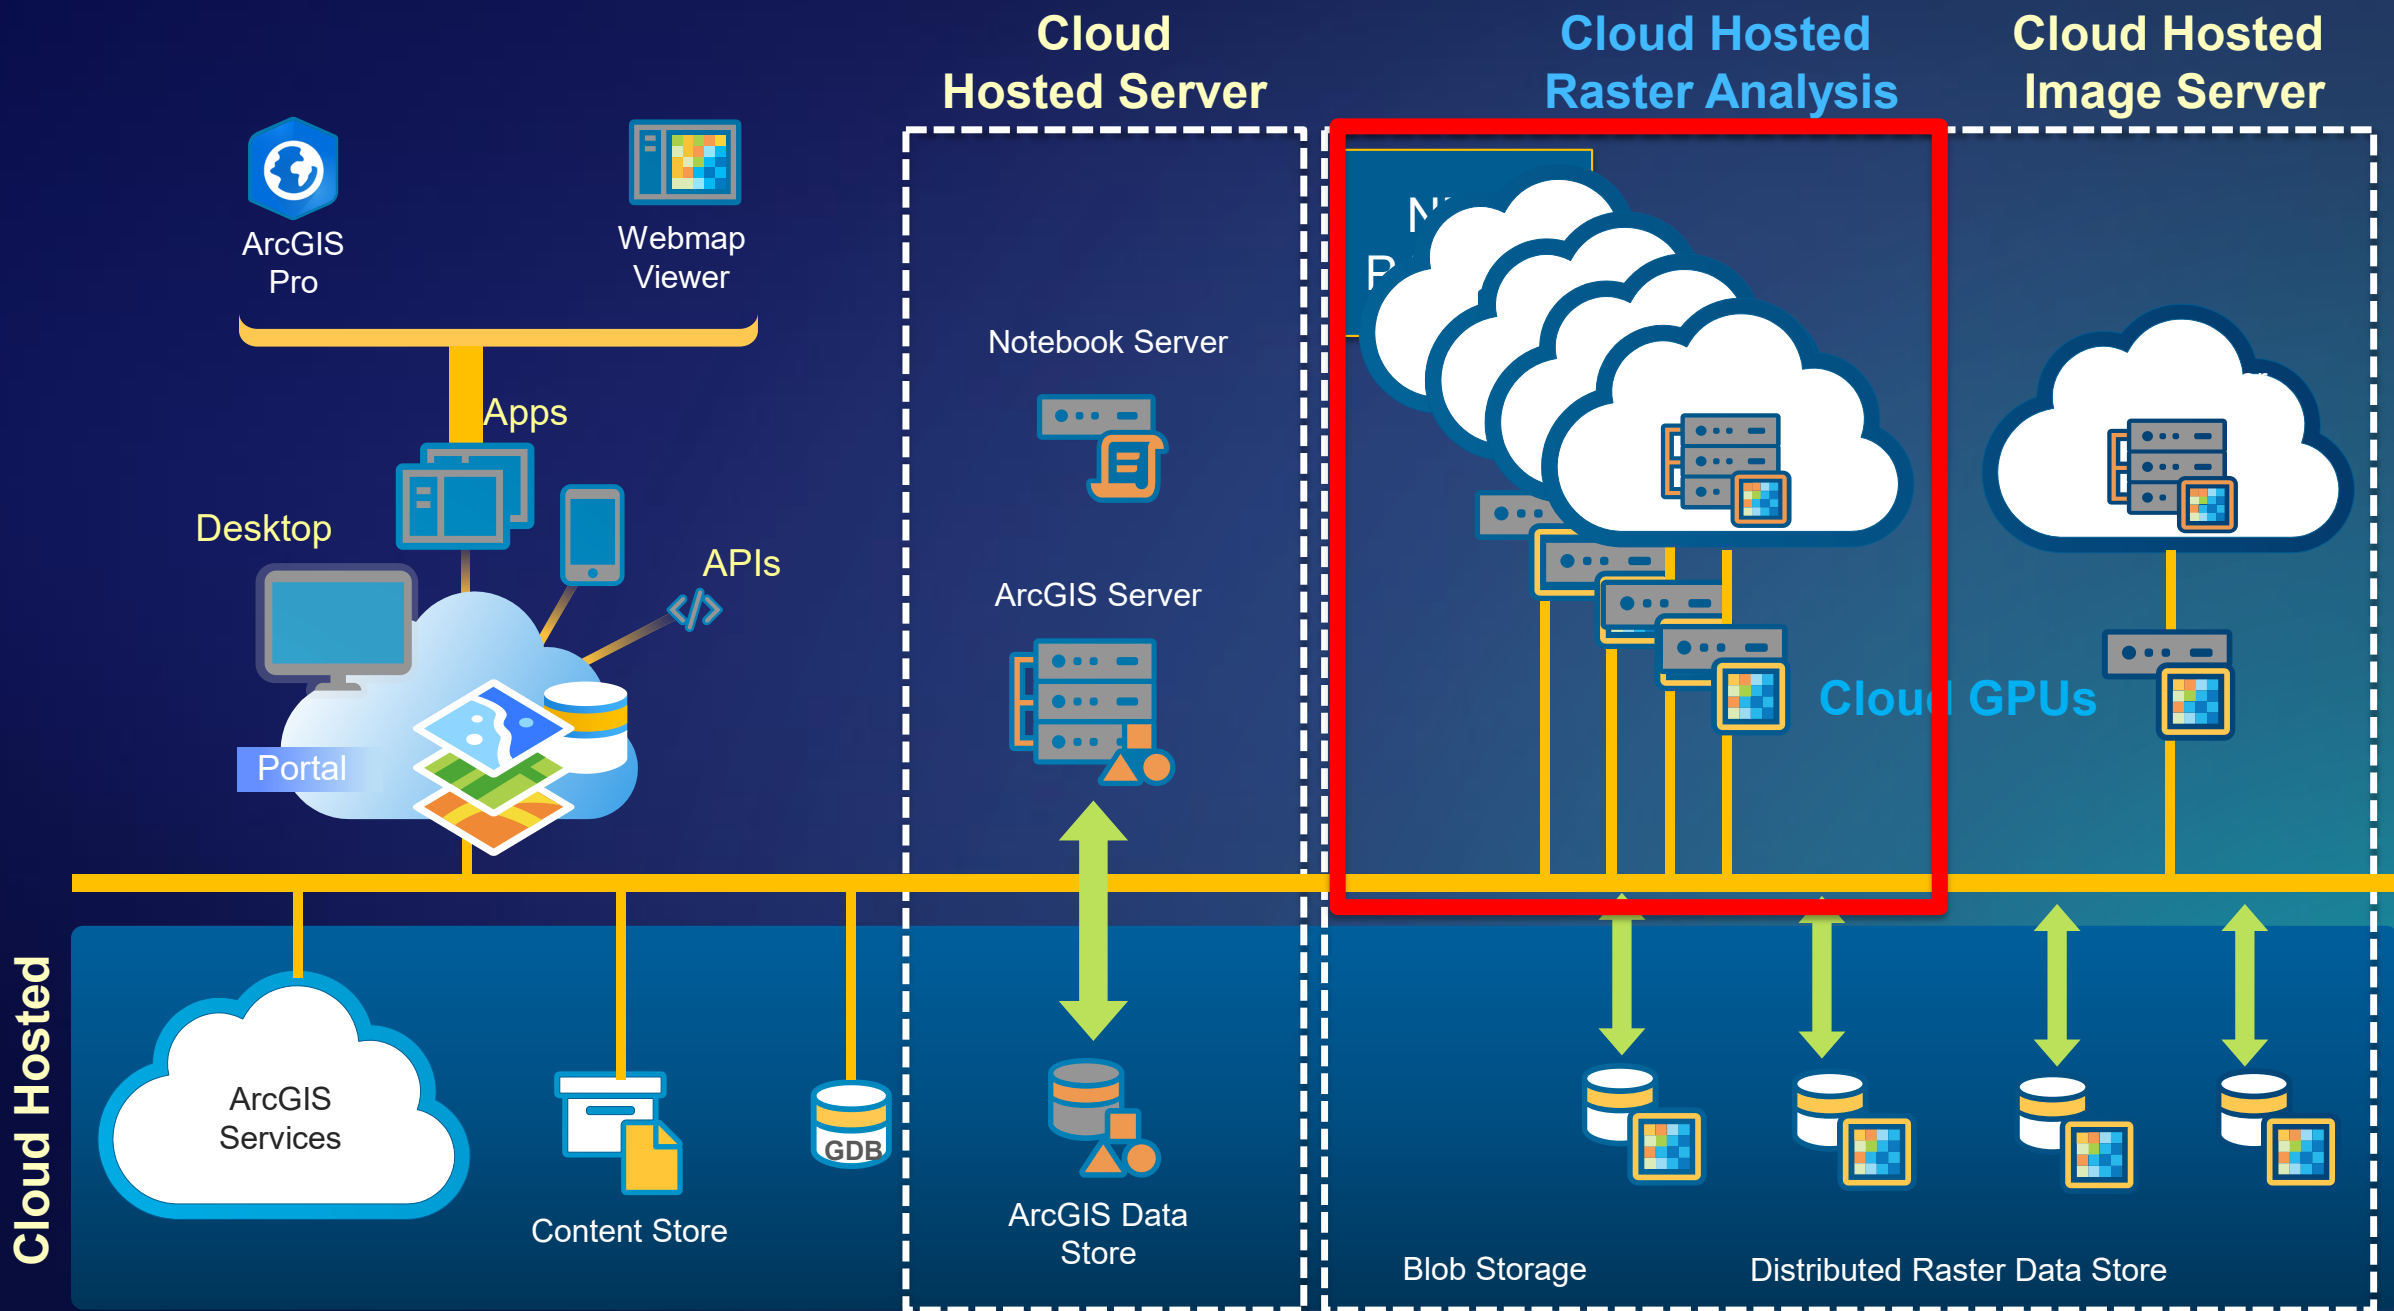 Cloud
Hosted Server
Cloud Hosted
Raster Analysis
Cloud Hosted
Image Server
ArcGIS
Pro
Webmap
Viewer
Notebook Server
Apps
Desktop
APIs
ArcGIS Server
Cloud GPUs
Portal
Cloud Hosted
ArcGIS
Services
GDB
Content Store
ArcGIS Data
Store
Blob Storage
Distributed Raster Data Store